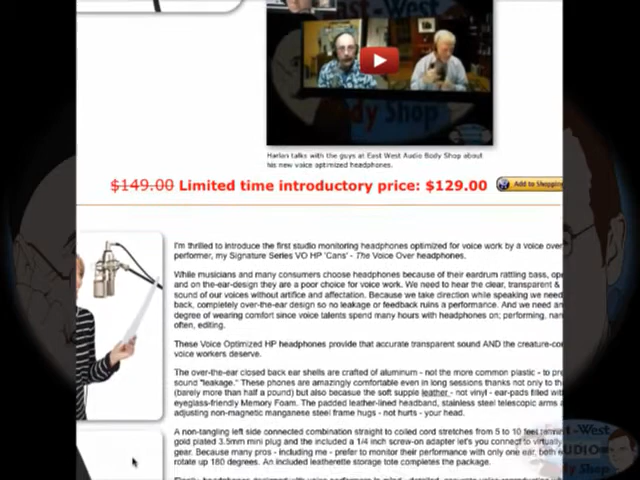 East-West
Body Shop
Harlan talks with the guys at East West Audio Body Shop about
his new voice optimized headphones.
$149.00 Limited time introductory price: $129.00
Add to Shopping
I'm thrilled to introduce the first studio monitoring headphones optimized for voice work by a voice over
performer, my Signature Series VO HP 'Cans' - The Voice Over headphones.
While musicians and many consumers choose headphones because of their eardrum rattling bass,
and on the ear-design they are a poor choice for voice work. We need to hear the clear, transparent &
sound of our voices without artifice and affectation. Because we take direction while speaking we need
back, completely over-the-ear design so no leakage or feedback ruins a performance. And we need an
degree of wearing comfort since voice talents spend many hours with headphones on; performing,
often, editing.
These Voice Optimized HP headphones provide that accurate transparent sound AND the
voice workers deserve.
The over-the-ear closed back ear shells are crafted of aluminum - not the more common plastic - to
sound "leakage." These phones are amazingly comfortable even in long sessions thanks not only to
(barely more than half a pound) but also because the soft supple leather - not vinyl - ear-pads filled
eyeglass-friendly Memory Foam. The padded leather-lined headband, stainless steel telescopic arms
adjusting non-magnetic manganese steel frame hugs - not hurts - your head.
A non-tangling left side connected combination straight to coiled cord stretches from 5 to 10 feet
gold plated 3.5mm mini plug and the included a 1/4 inch screw-on adapter let's you connect to
gear. Because many pros - including me - prefer to monitor their performance with only one ear,
rotate up 180 degrees. An included leatherette storage tote completes the package.
East-West
AUDIO
Body Shop